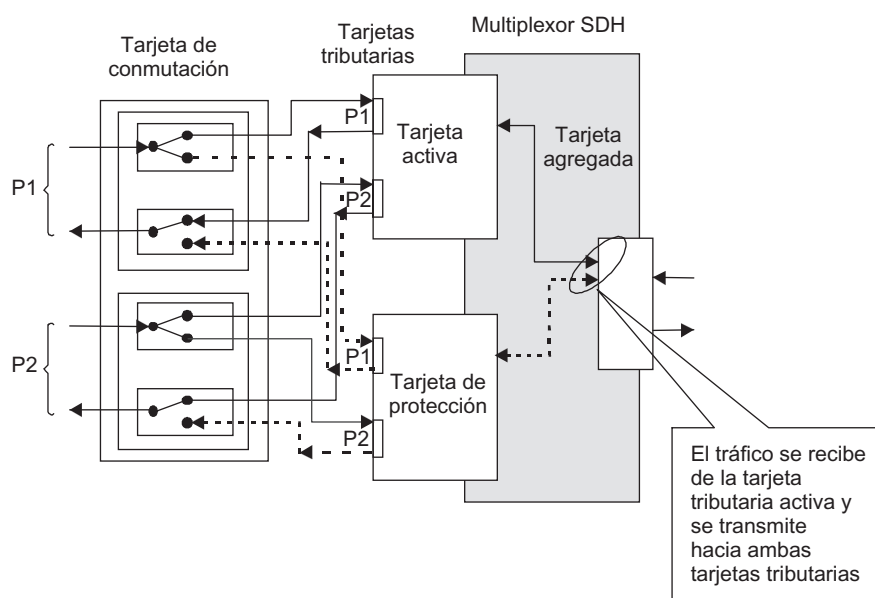 Multiplexor SDH
Tarjeta de
conmutación
Tarjetas
tributarias
P1
P2
P1
P2
Tarjeta
activa
Tarjeta
agregada
P1
P2
Tarjeta de
protección
El tráfico se recibe
de la tarjeta
tributaria activa y
se transmite
hacia ambas
tarjetas tributarias